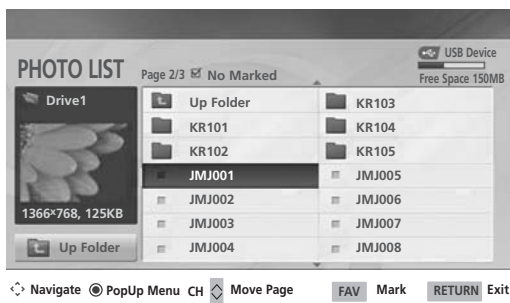 USB Device
PHOTO LIST
Page 2/3 ☑ No Marked
Free Space 150MB
Drive1
1366×768, 125KB
Up Folder
Up Folder
KR101
KR102
JMJ001
JMJ002
JMJ003
JMJ004
KR103
KR104
KR105
JMJ005
JMJ006
JMJ007
JMJ008
Navigate ◉ PopUp Menu CH Move Page FAV Mark RETURN Exit